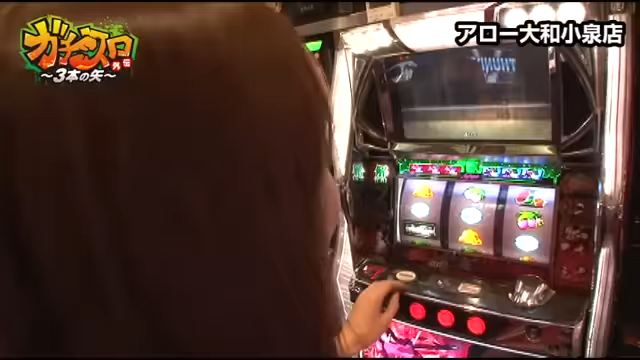 ガチスロ
外伝
～3本の矢～
アロー大和小泉店